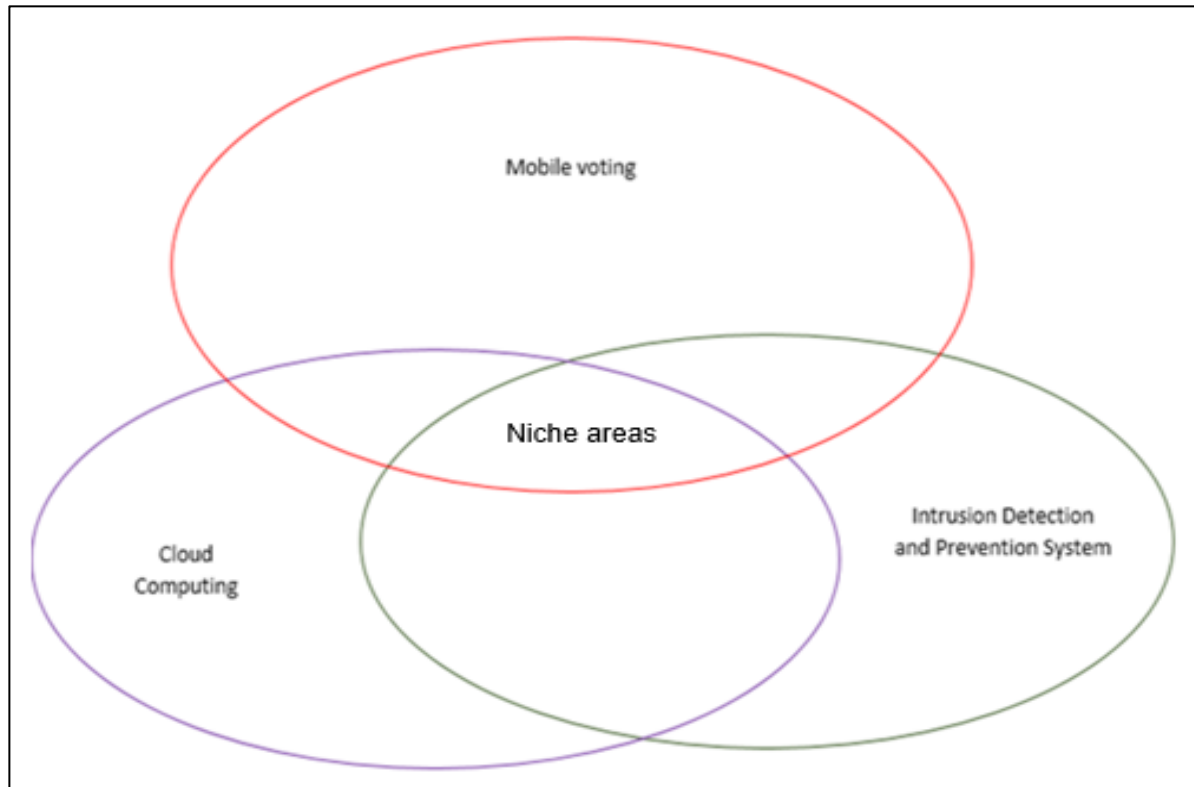 Mobile voting
Niche areas
Intrusion Detection
and Prevention System
Cloud
Computing